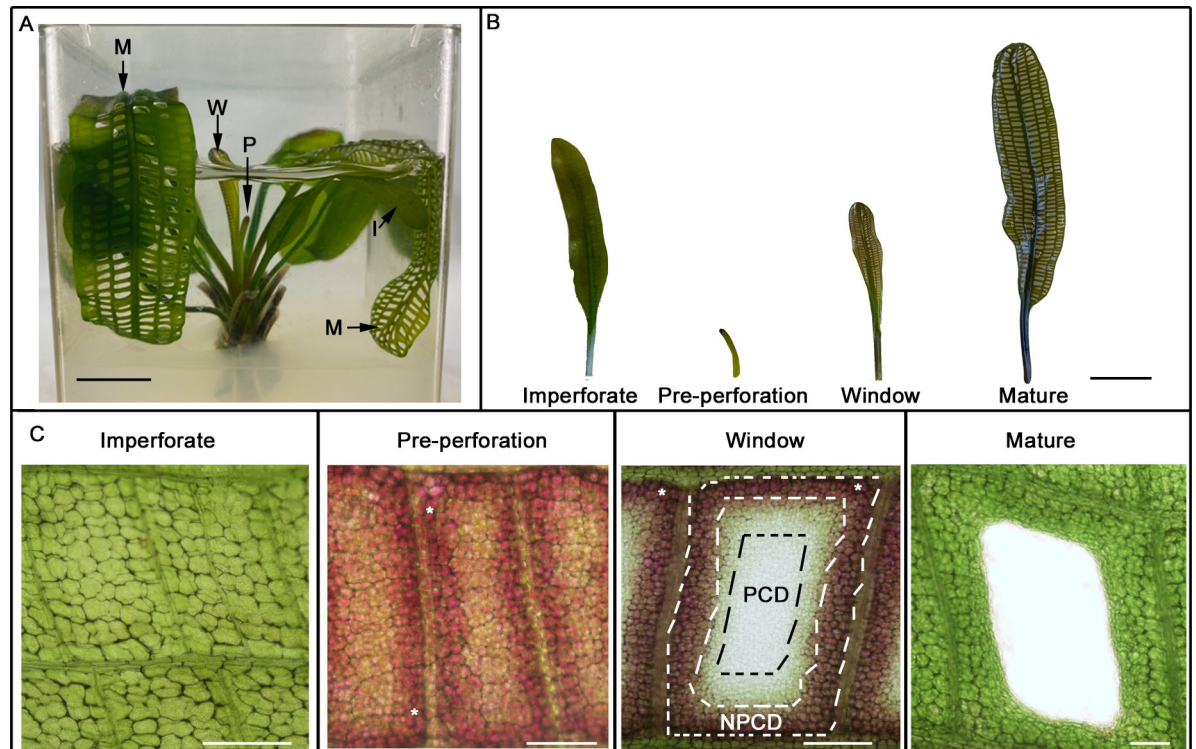 A
M
W
P
I
M
B
Imperforate Pre-perforation Window Mature
C
Imperforate Pre-perforation Window Mature
* * * *
PCD
NPCD